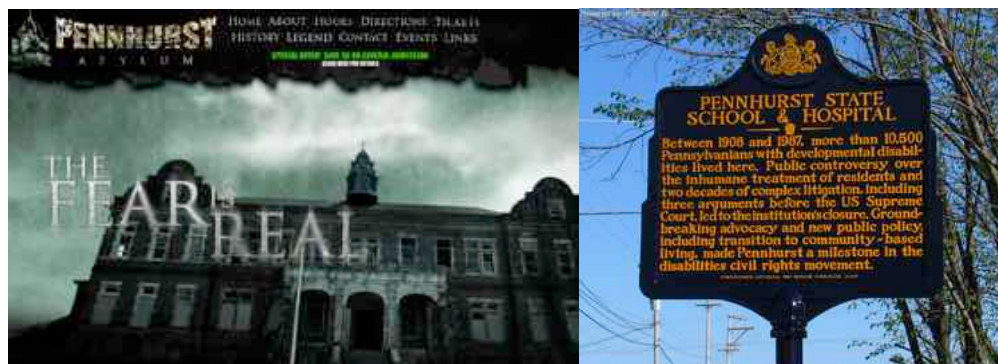 PENNHURST
ASYLUM
HOME ABOUT HOURS DIRECTIONS TICKETS
HISTORY LEGEND CONTACT EVENTS LINKS
THE
FEAR IS
REAL
PENNHURST STATE
SCHOOL & HOSPITAL
Between 1908 and 1987, more than 10,500
Pennsylvanians with developmental disabil-
ities lived here. Public controversy over
the inhumane treatment of residents and
two decades of complex litigation, including
three arguments before the US Supreme
Court, led to the institution's closure. Ground-
breaking advocacy and new public policy,
including transition to community-based
living, made Pennhurst a milestone in the
disabilities civil rights movement.